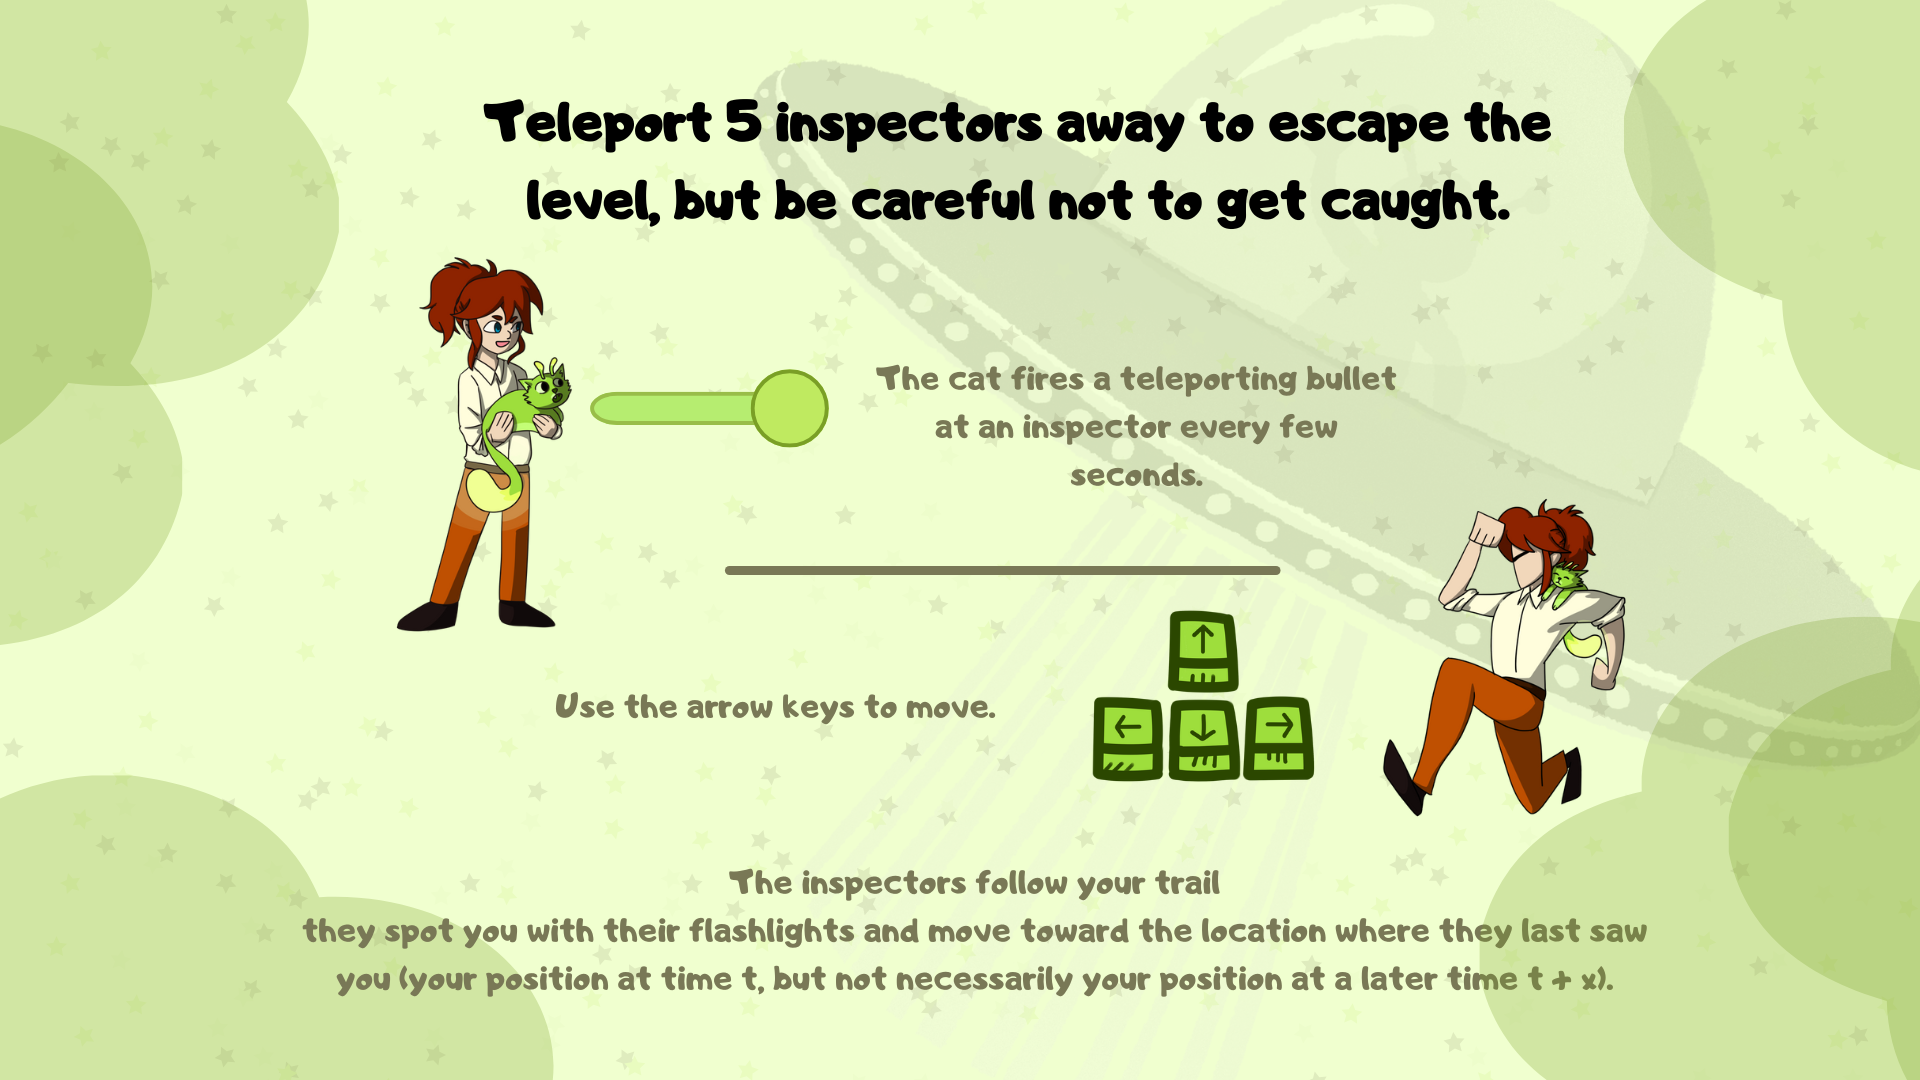 Teleport 5 inspectors away to escape the
level, but be careful not to get caught.
The cat fires a teleporting bullet
at an inspector every few
seconds.
Use the arrow keys to move.
↑
← ↓ →
The inspectors follow your trail
they spot you with their flashlights and move toward the location where they last saw
you (your position at time t, but not necessarily your position at a later time t + x).